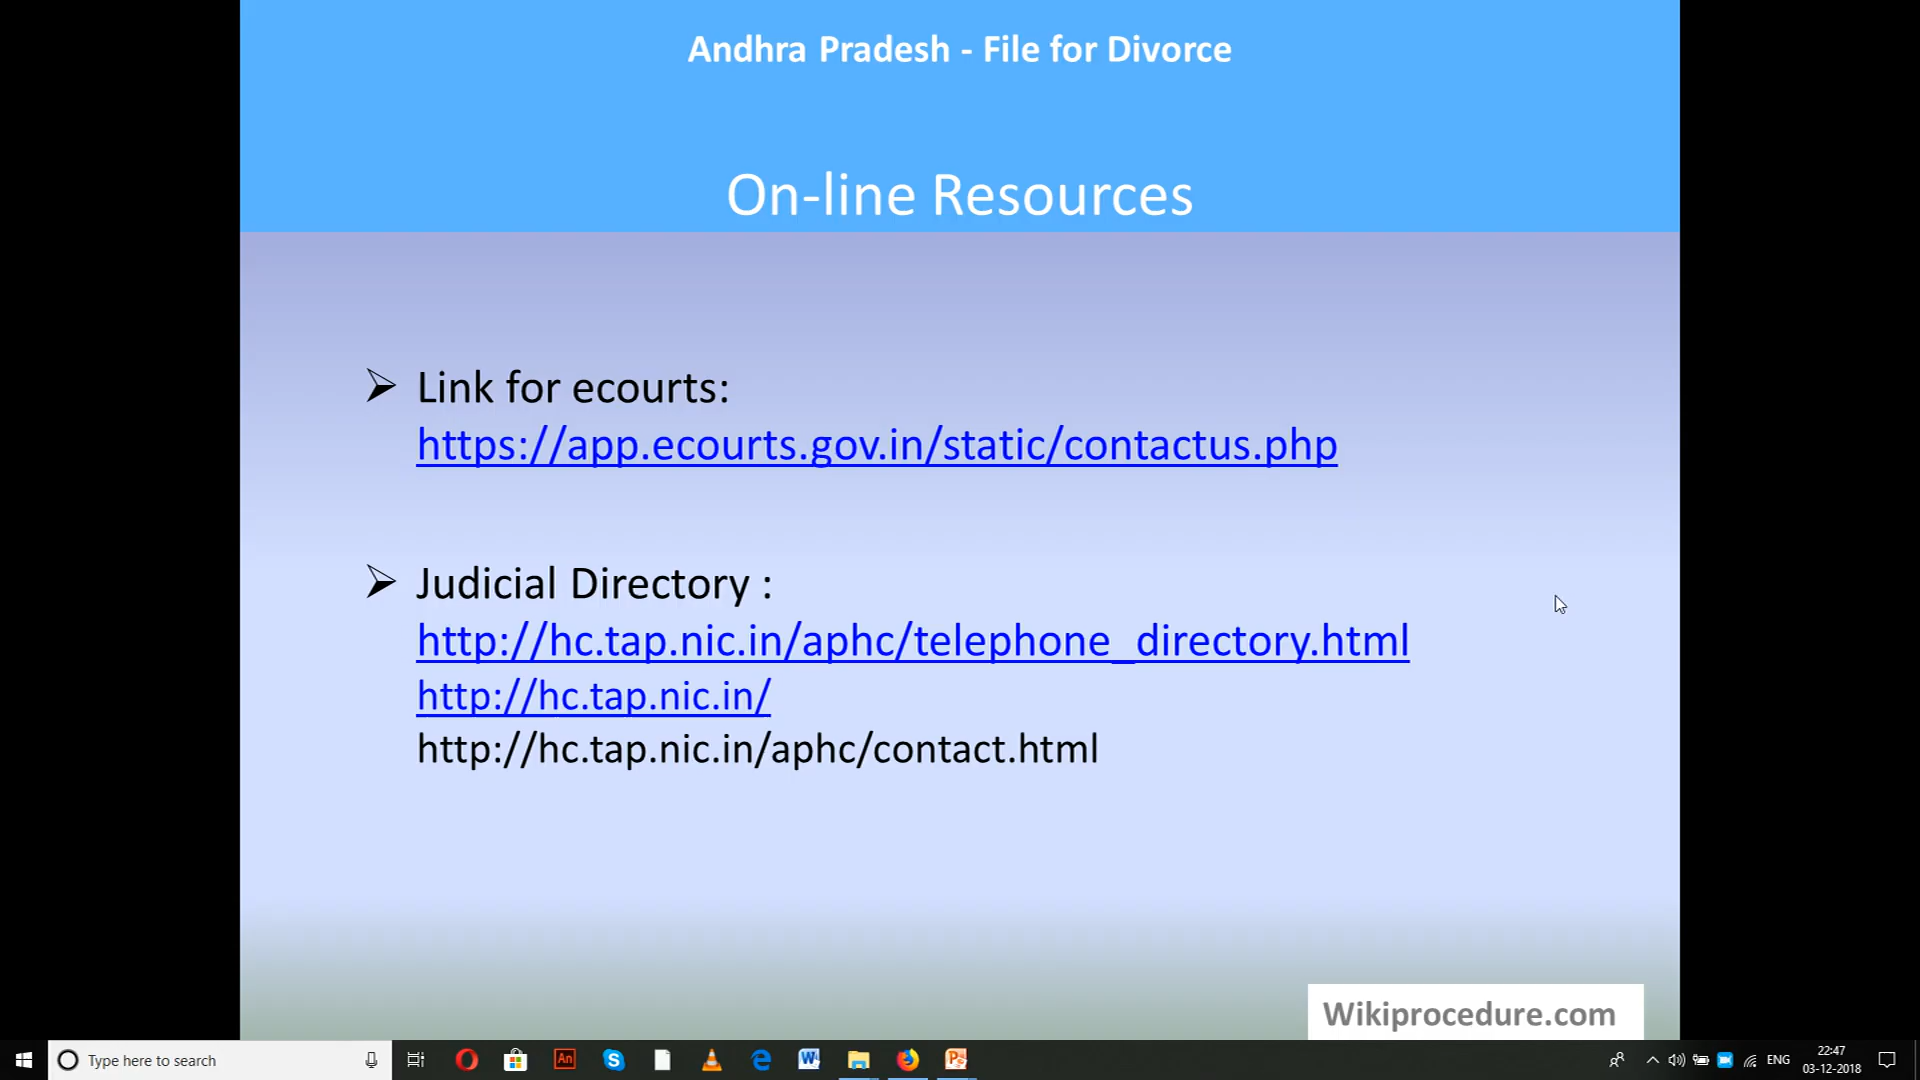 Andhra Pradesh - File for Divorce
On-line Resources
Link for ecourts:
https://app.ecourts.gov.in/static/contactus.php
Judicial Directory :
http://hc.tap.nic.in/aphc/telephone_directory.html
http://hc.tap.nic.in/
http://hc.tap.nic.in/aphc/contact.html
Wikiprocedure.com
Type here to search
An
ENG
22:47
03-12-2018